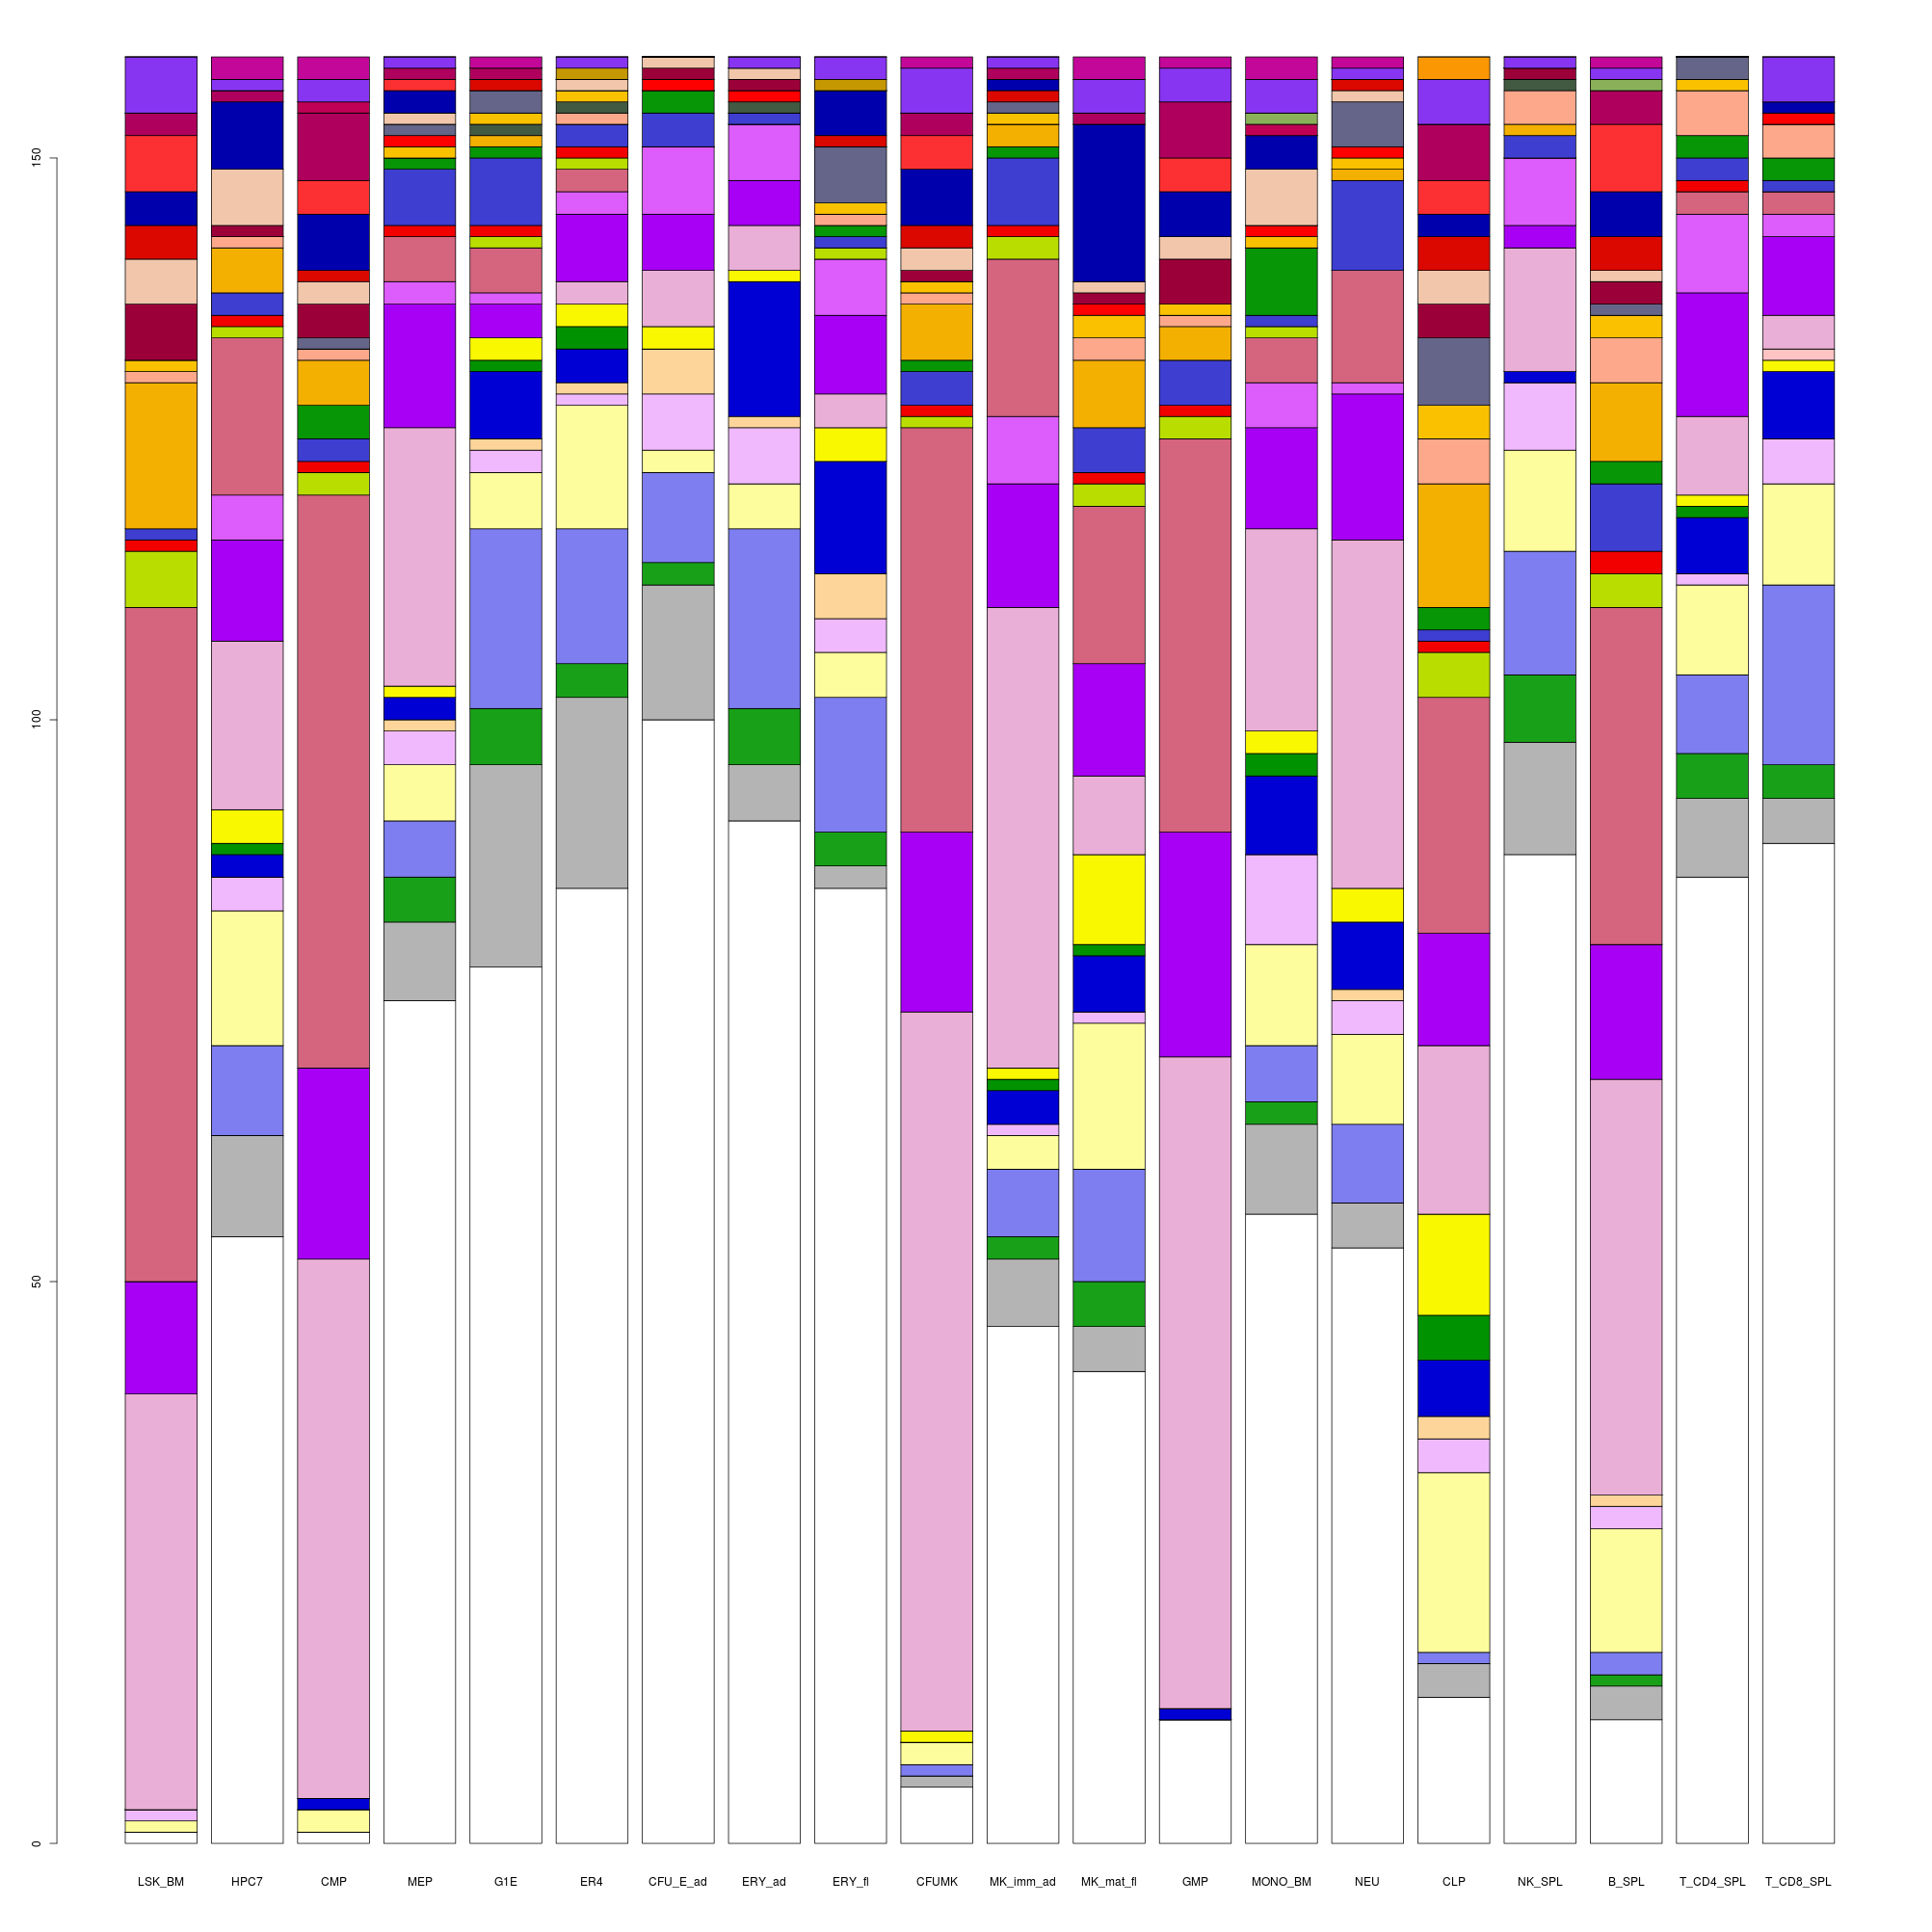 150
100
50
0
LSK_BM HPC7 CMP MEP G1E ER4 CFU_E_ad ERY_ad ERY_fl CFUMK MK_imm_ad MK_mat_fl GMP MONO_BM NEU CLP NK_SPL B_SPL T_CD4_SPL T_CD8_SPL